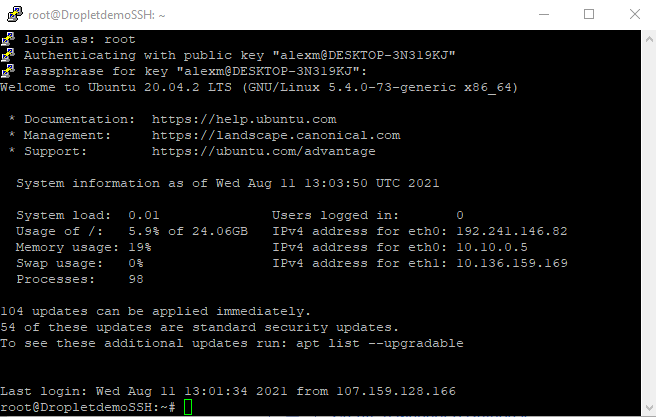 root@DropletdemoSSH: ~
login as: root
Authenticating with public key "alexm@DESKTOP-3N319KJ"
Passphrase for key "alexm@DESKTOP-3N319KJ":
Welcome to Ubuntu 20.04.2 LTS (GNU/Linux 5.4.0-73-generic x86_64)
* Documentation:  https://help.ubuntu.com
* Management:     https://landscape.canonical.com
* Support:        https://ubuntu.com/advantage
System information as of Wed Aug 11 13:03:50 UTC 2021
System load:  0.01              Users logged in:       0
Usage of /:   5.9% of 24.06GB   IPv4 address for eth0: 192.241.146.82
Memory usage: 19%               IPv4 address for eth0: 10.10.0.5
Swap usage:   0%                IPv4 address for eth1: 10.136.159.169
Processes:    98
104 updates can be applied immediately.
54 of these updates are standard security updates.
To see these additional updates run: apt list --upgradable
Last login: Wed Aug 11 13:01:34 2021 from 107.159.128.166
root@DropletdemoSSH:~#